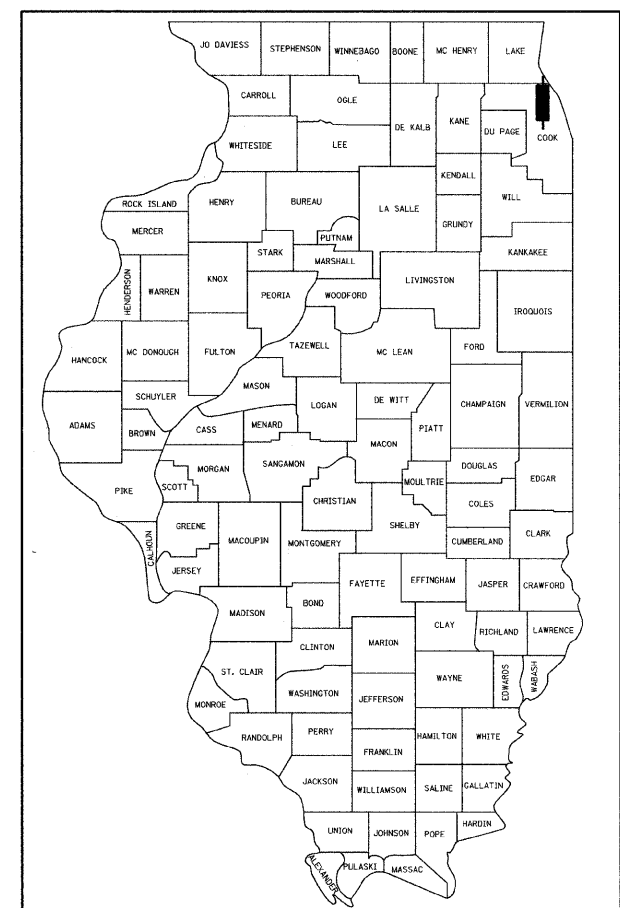 JO DAVIESS
STEPHENSON
WINNEBAGO
BOONE
MC HENRY
LAKE
CARROLL
OGLE
DE KALB
KANE
DU PAGE
COOK
WHITESIDE
LEE
KENDALL
WILL
ROCK ISLAND
HENRY
BUREAU
LA SALLE
GRUNDY
MERCER
PUTNAM
STARK
MARSHALL
KANKAKEE
HENDERSON
WARREN
KNOX
PEORIA
WOODFORD
LIVINGSTON
IROQUOIS
HANCOCK
MC DONOUGH
FULTON
TAZEWELL
MC LEAN
FORD
SCHUYLER
MASON
LOGAN
DE WITT
CHAMPAIGN
VERMILION
ADAMS
BROWN
CASS
MENARD
MACON
PIATT
PIKE
SCOTT
MORGAN
SANGAMON
CHRISTIAN
MOULTRIE
DOUGLAS
EDGAR
COLES
CALHOUN
GREENE
MACOUPIN
MONTGOMERY
SHELBY
CUMBERLAND
CLARK
JERSEY
FAYETTE
EFFINGHAM
JASPER
CRAWFORD
MADISON
BOND
CLINTON
MARION
CLAY
RICHLAND
LAWRENCE
ST. CLAIR
WASHINGTON
WAYNE
EDWARDS
WABASH
MONROE
JEFFERSON
RANDOLPH
PERRY
HAMILTON
WHITE
FRANKLIN
JACKSON
WILLIAMSON
SALINE
GALLATIN
UNION
JOHNSON
POPE
HARDIN
ALEXANDER
PULASKI
MASSAC